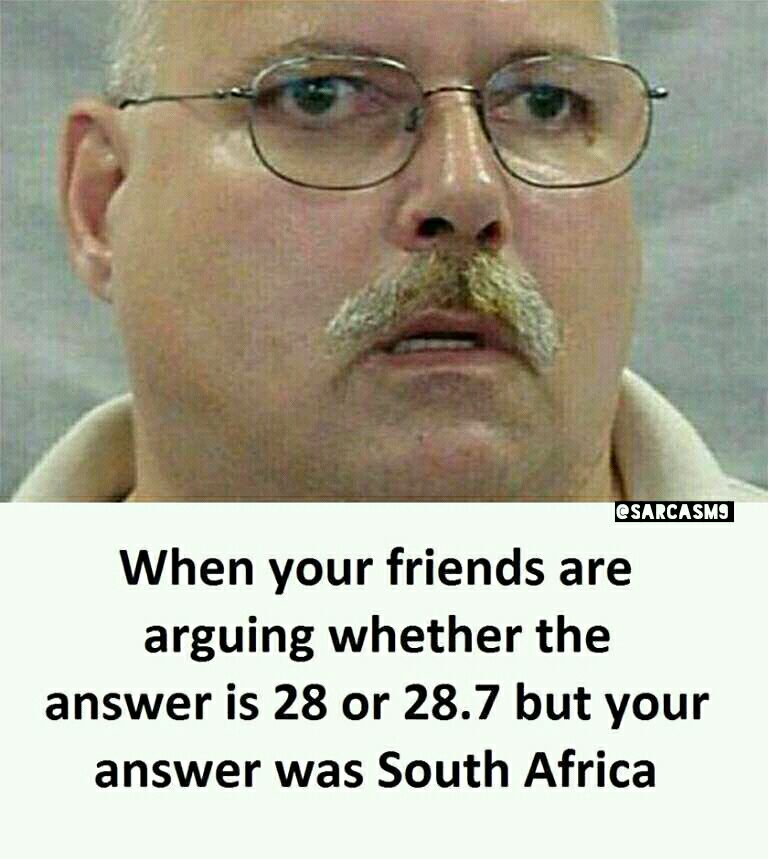 @SARCASM9
When your friends are
arguing whether the
answer is 28 or 28.7 but your
answer was South Africa